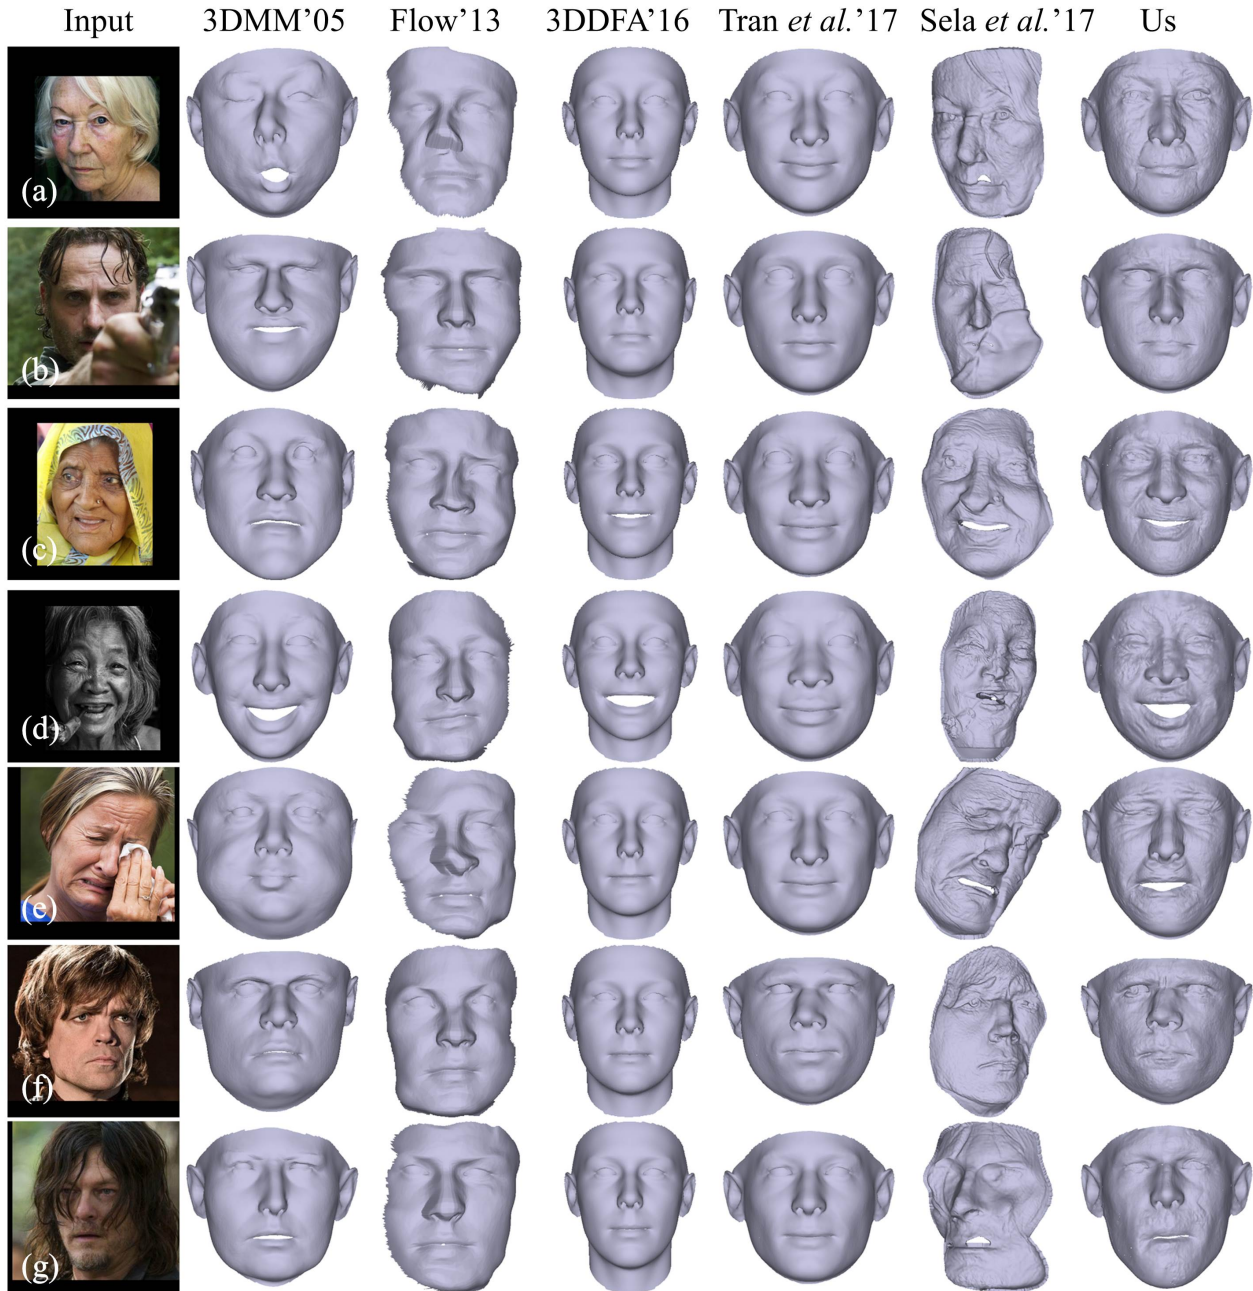 Input 3DMM’05 Flow’13 3DDFA’16 Tran et al.’17 Sela et al.’17 Us
(a)
(b)
(c)
(d)
(e)
(f)
(g)